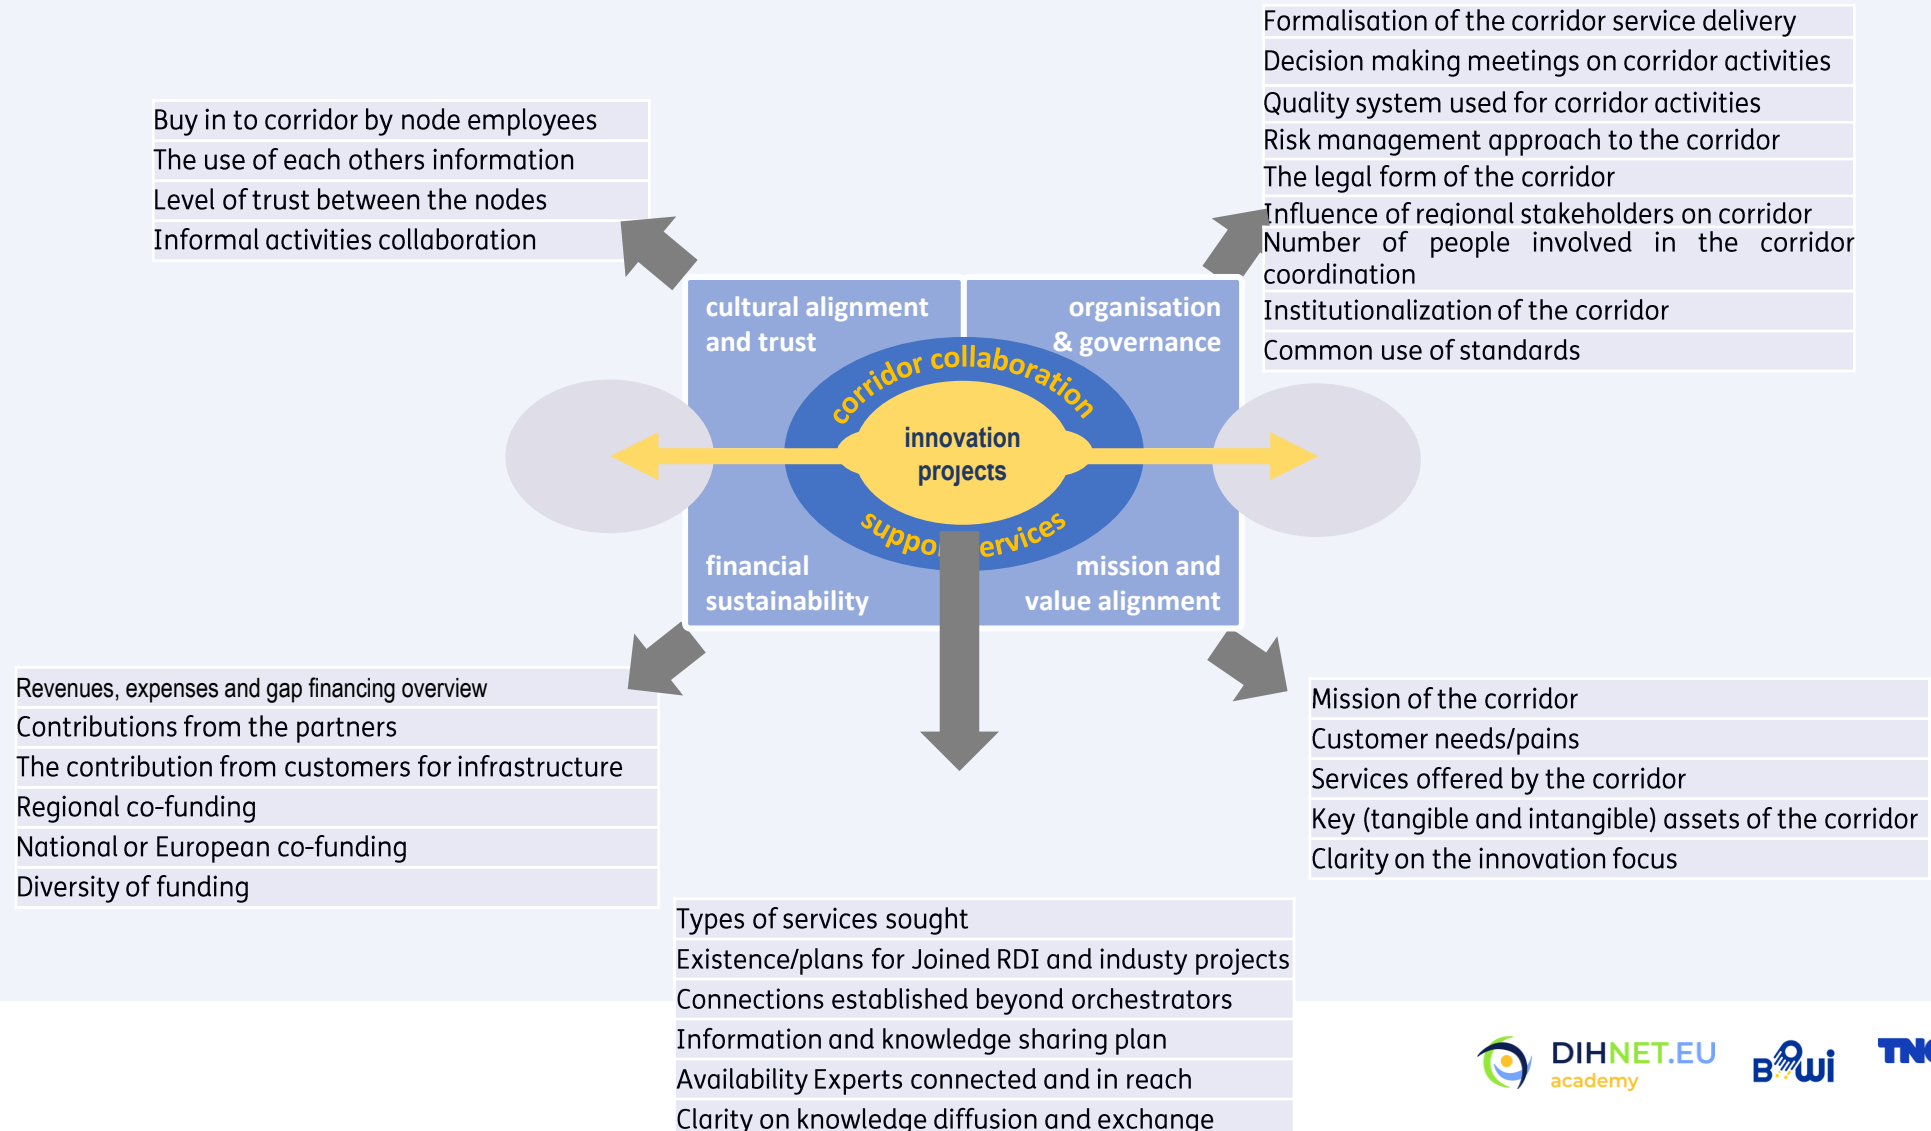 Formalisation of the corridor service delivery
Decision making meetings on corridor activities
Quality system used for corridor activities
Risk management approach to the corridor
The legal form of the corridor
Influence of regional stakeholders on corridor
Number of people involved in the corridor
coordination
Institutionalization of the corridor
Common use of standards
Buy in to corridor by node employees
The use of each others information
Level of trust between the nodes
Informal activities collaboration
cultural alignment
and trust
organisation
& governance
corridor collaboration
innovation
projects
financial
sustainability
mission and
value alignment
Revenues, expenses and gap financing overview
Contributions from the partners
The contribution from customers for infrastructure
Regional co-funding
National or European co-funding
Diversity of funding
Mission of the corridor
Customer needs/pains
Services offered by the corridor
Key (tangible and intangible) assets of the corridor
Clarity on the innovation focus
Types of services sought
Existence/plans for Joined RDI and industy projects
Connections established beyond orchestrators
Information and knowledge sharing plan
Availability Experts connected and in reach
Clarity on knowledge diffusion and exchange
DIHNET.EU
academy
BOWI